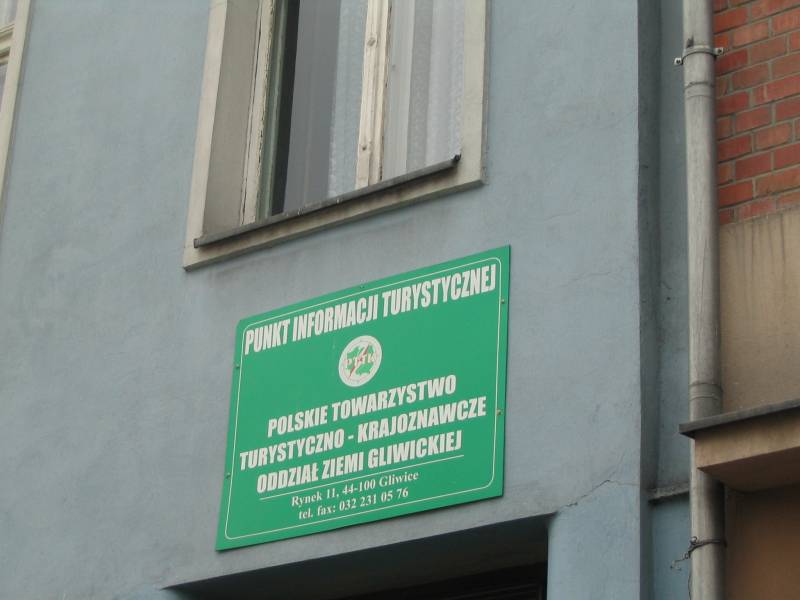 PUNKT INFORMACJI TURYSTYCZNEJ
PTTK
POLSKIE TOWARZYSTWO
TURYSTYCZNO - KRAJOZNAWCZE
ODDZIAŁ ZIEMI GLIWICKIEJ
Rynek 11, 44-100 Gliwice
tel. fax: 032 231 05 76